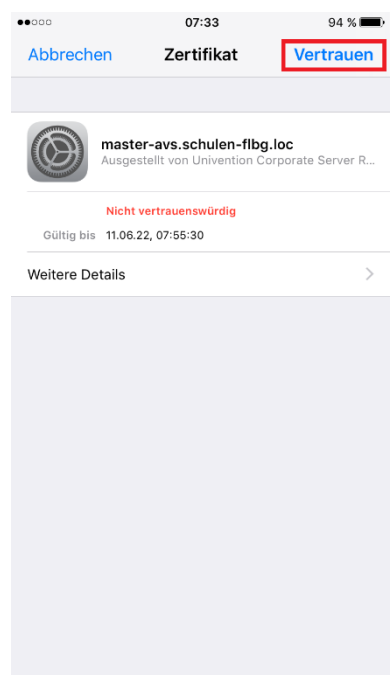 07:33
94 %
Abbrechen
Zertifikat
Vertrauen
master-avs.schulen-flbg.loc
Ausgestellt von Univention Corporate Server R...
Nicht vertrauenswürdig
Gültig bis 11.06.22, 07:55:30
Weitere Details